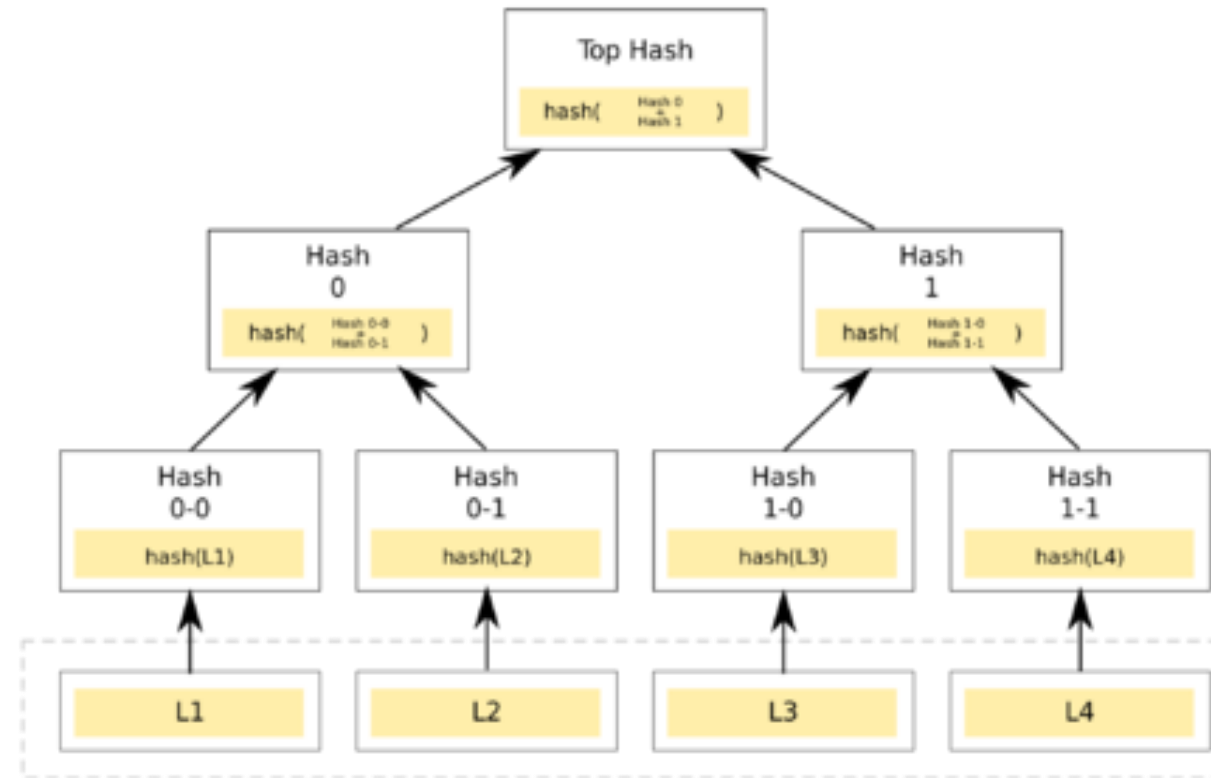 Top Hash
hash( Hash 0 + Hash 1 )
Hash
0
hash( Hash 0-0 + Hash 0-1 )
Hash
1
hash( Hash 1-0 + Hash 1-1 )
Hash
0-0
hash(L1)
Hash
0-1
hash(L2)
Hash
1-0
hash(L3)
Hash
1-1
hash(L4)
L1
L2
L3
L4